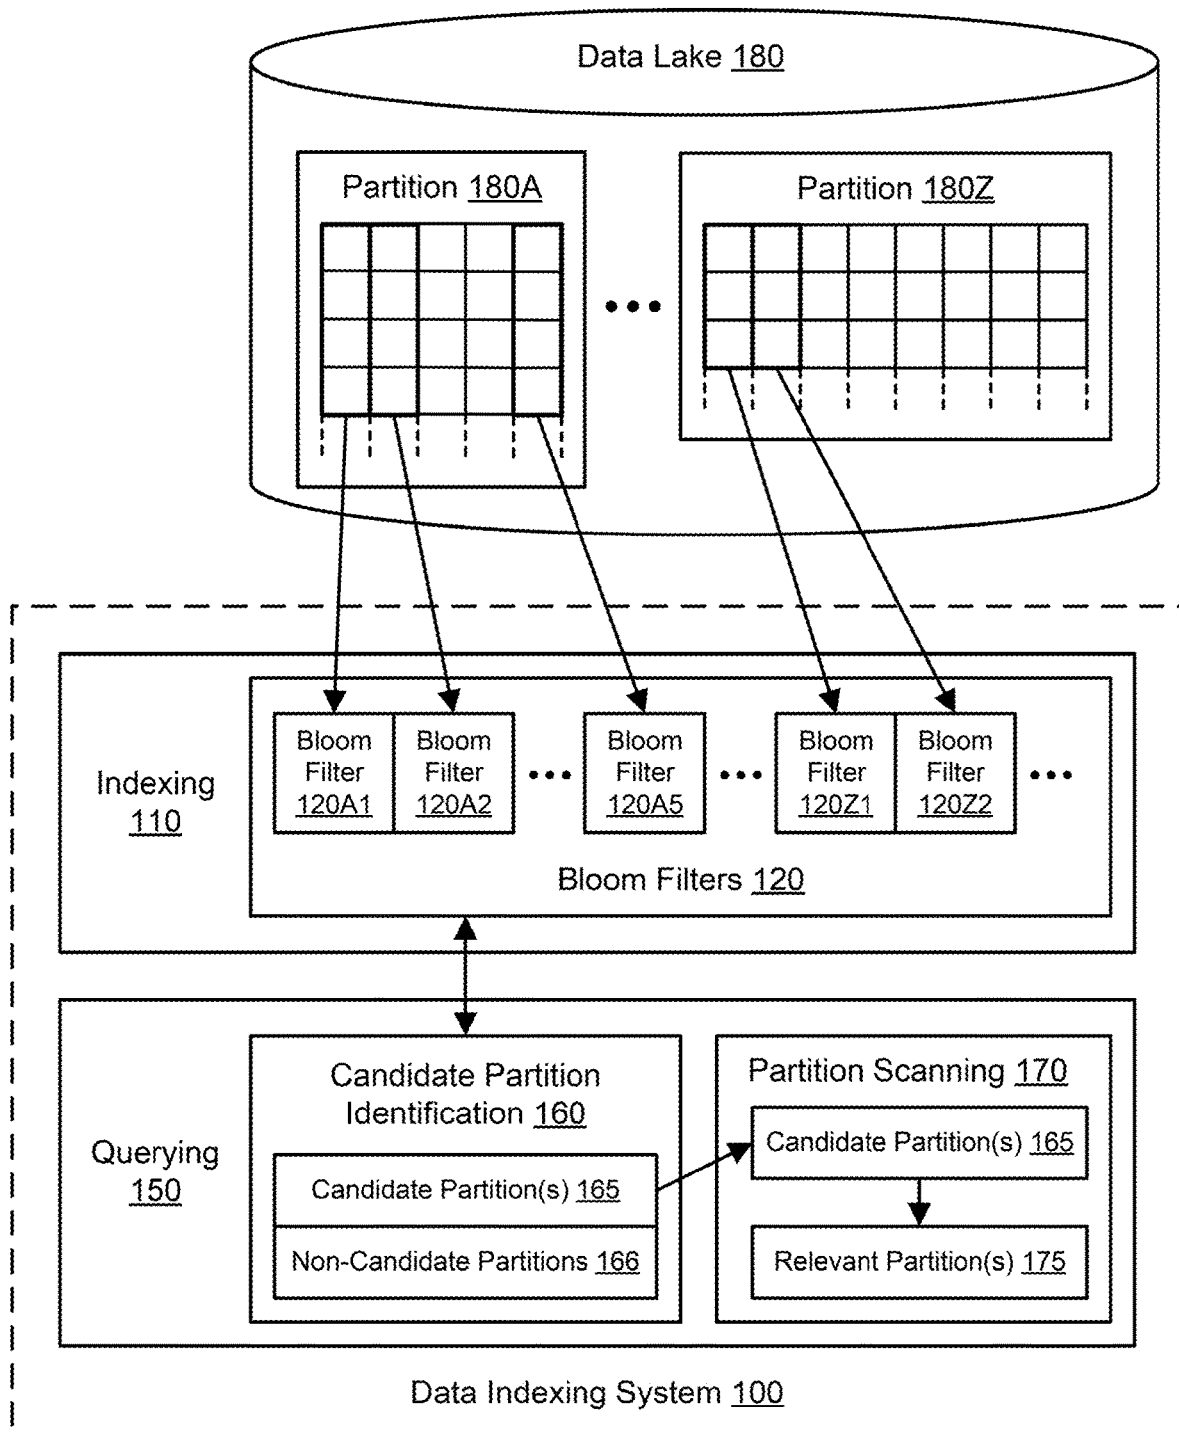 Data Lake 180
Partition 180A
Partition 180Z
Indexing
110
Bloom
Filter
120A1
Bloom
Filter
120A2
Bloom
Filter
120A5
Bloom
Filter
120Z1
Bloom
Filter
120Z2
Bloom Filters 120
Querying
150
Candidate Partition
Identification 160
Candidate Partition(s) 165
Non-Candidate Partitions 166
Partition Scanning 170
Candidate Partition(s) 165
Relevant Partition(s) 175
Data Indexing System 100